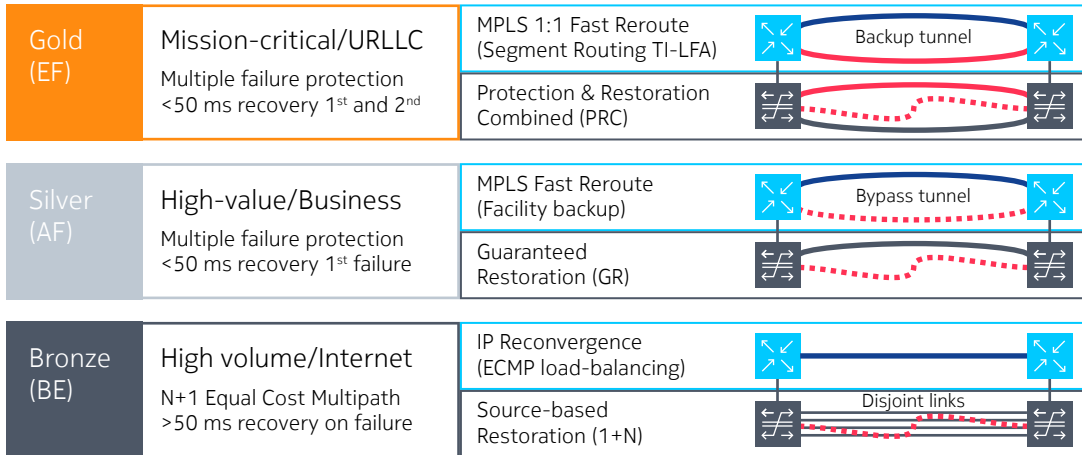 Gold
(EF)
Mission-critical/URLLC
Multiple failure protection
<50 ms recovery 1st and 2nd
MPLS 1:1 Fast Reroute
(Segment Routing TI-LFA)
Backup tunnel
Protection & Restoration
Combined (PRC)
Silver
(AF)
High-value/Business
Multiple failure protection
<50 ms recovery 1st failure
MPLS Fast Reroute
(Facility backup)
Bypass tunnel
Guaranteed
Restoration (GR)
Bronze
(BE)
High volume/Internet
N+1 Equal Cost Multipath
>50 ms recovery on failure
IP Reconvergence
(ECMP load-balancing)
Disjoint links
Source-based
Restoration (1+N)